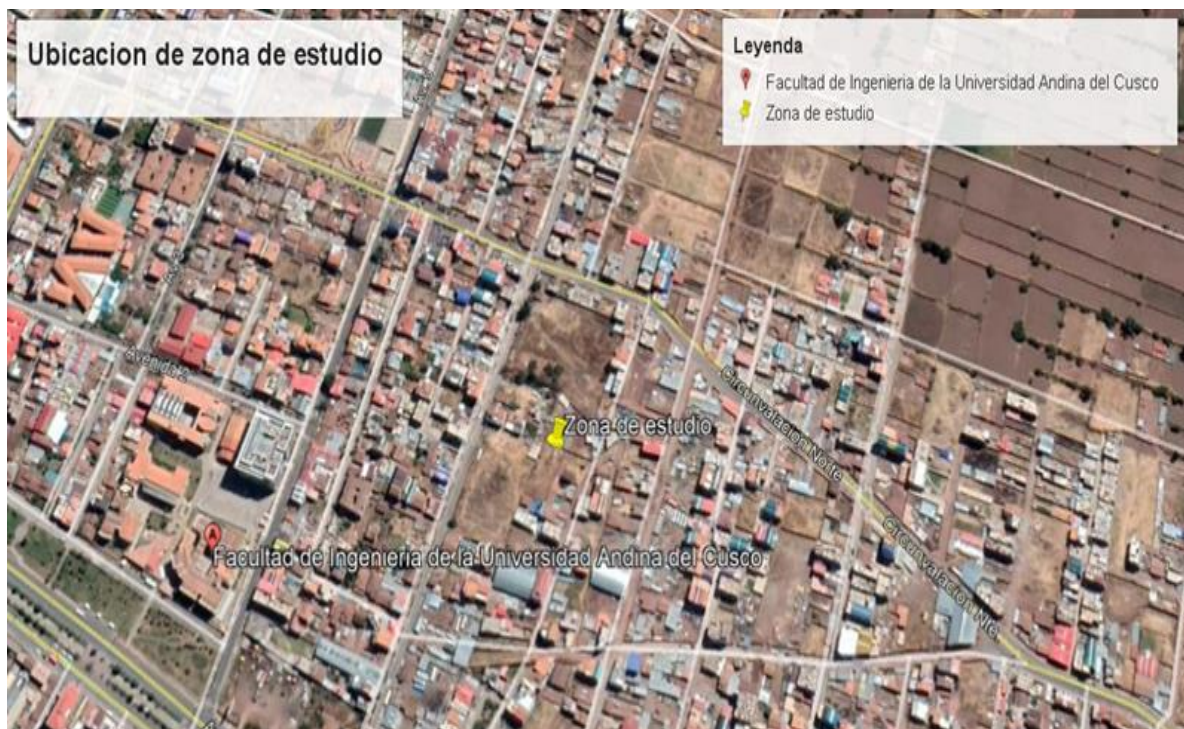 Ubicacion de zona de estudio
Leyenda
Facultad de Ingenieria de la Universidad Andina del Cusco
Zona de estudio
Avenida
Zona de estudio
Circunvalacion Norte
A
Facultad de Ingenieria de la Universidad Andina del Cusco
Circunvalacion Nte